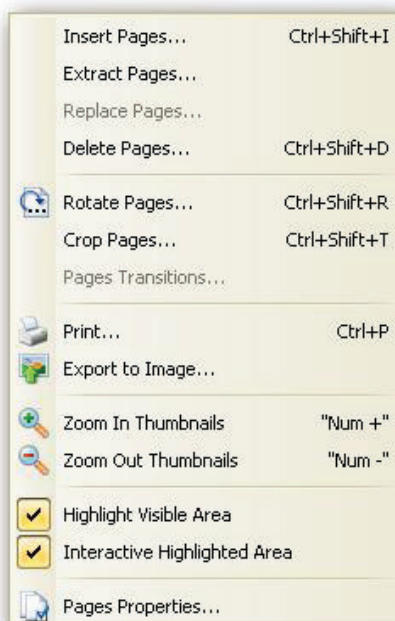 Insert Pages... Ctrl+Shift+I
Extract Pages...
Replace Pages...
Delete Pages... Ctrl+Shift+D
Rotate Pages... Ctrl+Shift+R
Crop Pages... Ctrl+Shift+T
Pages Transitions...
Print... Ctrl+P
Export to Image...
Zoom In Thumbnails "Num +"
Zoom Out Thumbnails "Num -"
Highlight Visible Area
Interactive Highlighted Area
Pages Properties...